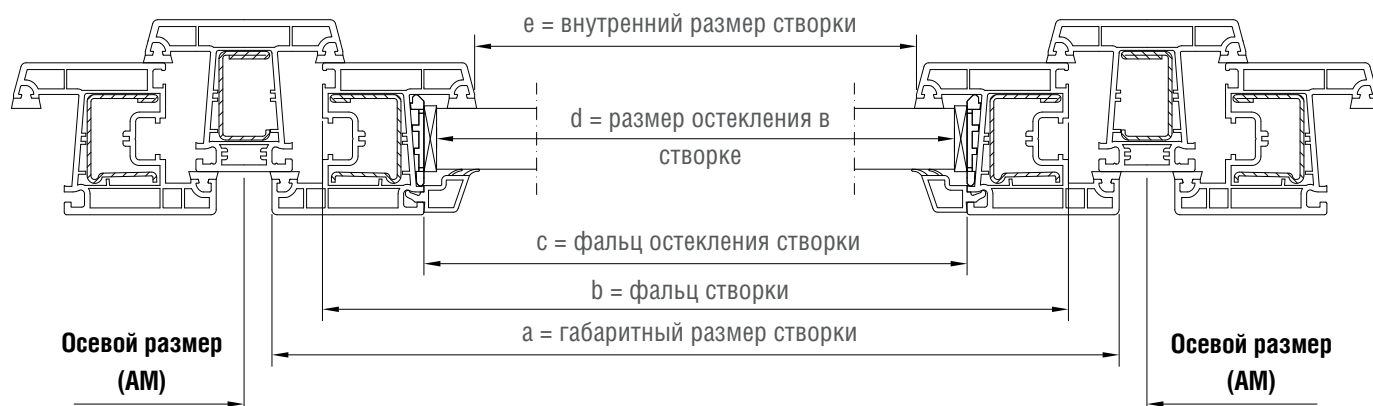 e = внутренний размер створки
d = размер остекления в
створке
c = фальц остекления створки
b = фальц створки
a = габаритный размер створки
Осевой размер
(AM)
Осевой размер
(AM)